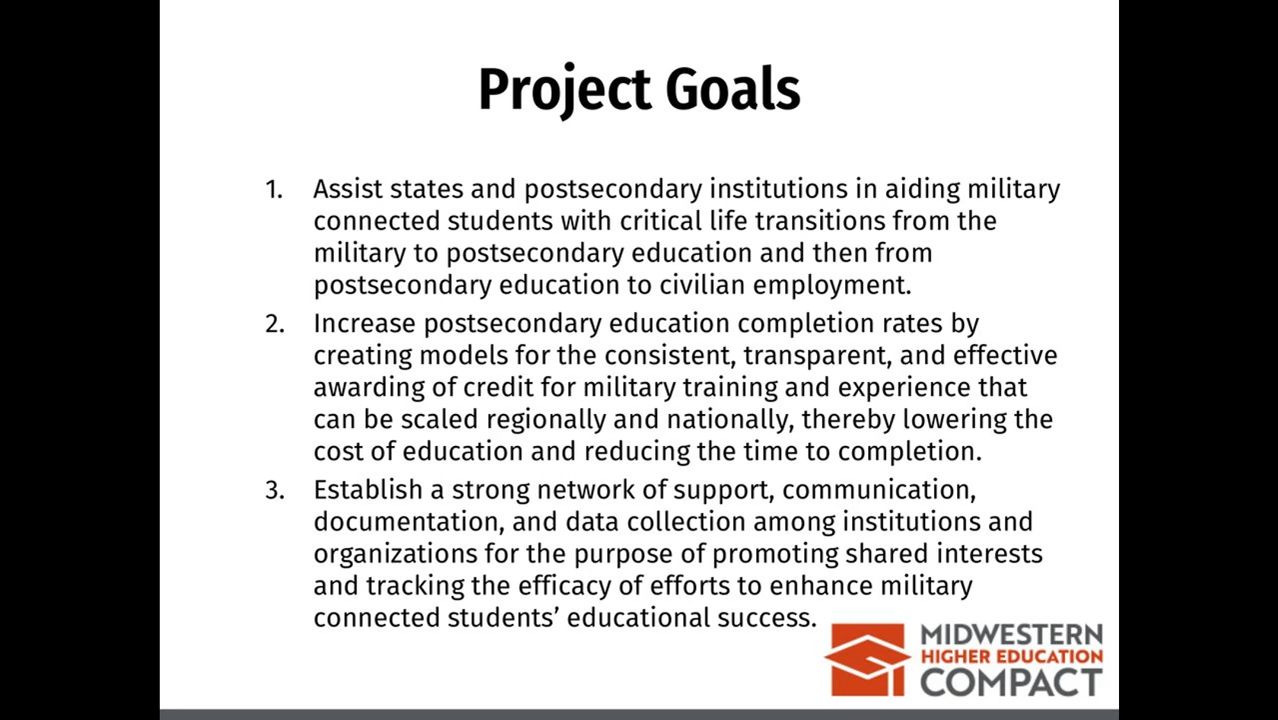 Project Goals
1. Assist states and postsecondary institutions in aiding military
connected students with critical life transitions from the
military to postsecondary education and then from
postsecondary education to civilian employment.
2. Increase postsecondary education completion rates by
creating models for the consistent, transparent, and effective
awarding of credit for military training and experience that
can be scaled regionally and nationally, thereby lowering the
cost of education and reducing the time to completion.
3. Establish a strong network of support, communication,
documentation, and data collection among institutions and
organizations for the purpose of promoting shared interests
and tracking the efficacy of efforts to enhance military
connected students’ educational success.
MIDWESTERN
HIGHER EDUCATION
COMPACT